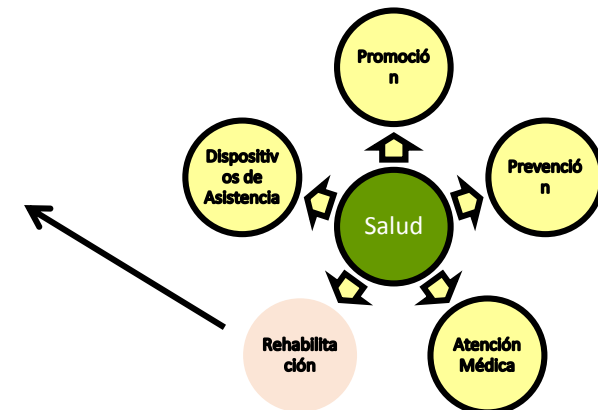 Promoció
n
Dispositiv
os de
Asistencia
Prevenció
n
Salud
Rehabilita
ción
Atención
Médica